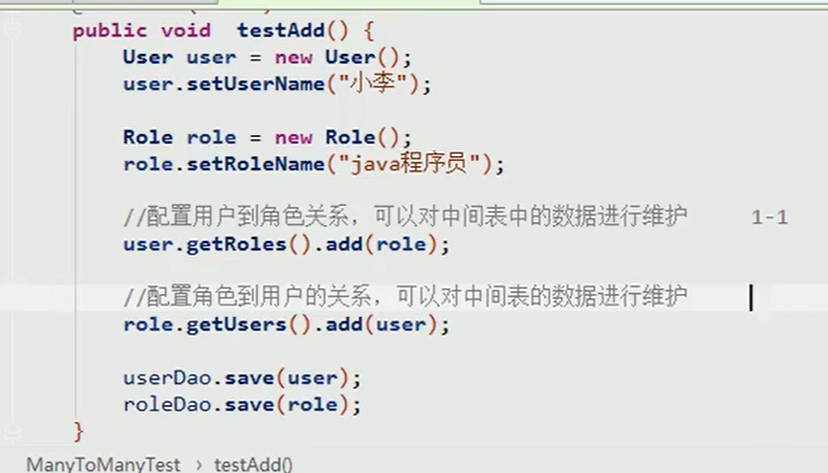 public void testAdd() {
User user = new User();
user.setUserName("小李");
Role role = new Role();
role.setRoleName("java程序员");
//配置用户到角色关系，可以对中间表中的数据进行维护 1-1
user.getRoles().add(role);
//配置角色到用户的关系，可以对中间表的数据进行维护
role.getUsers().add(user);
userDao.save(user);
roleDao.save(role);
}
ManyToManyTest › testAdd()